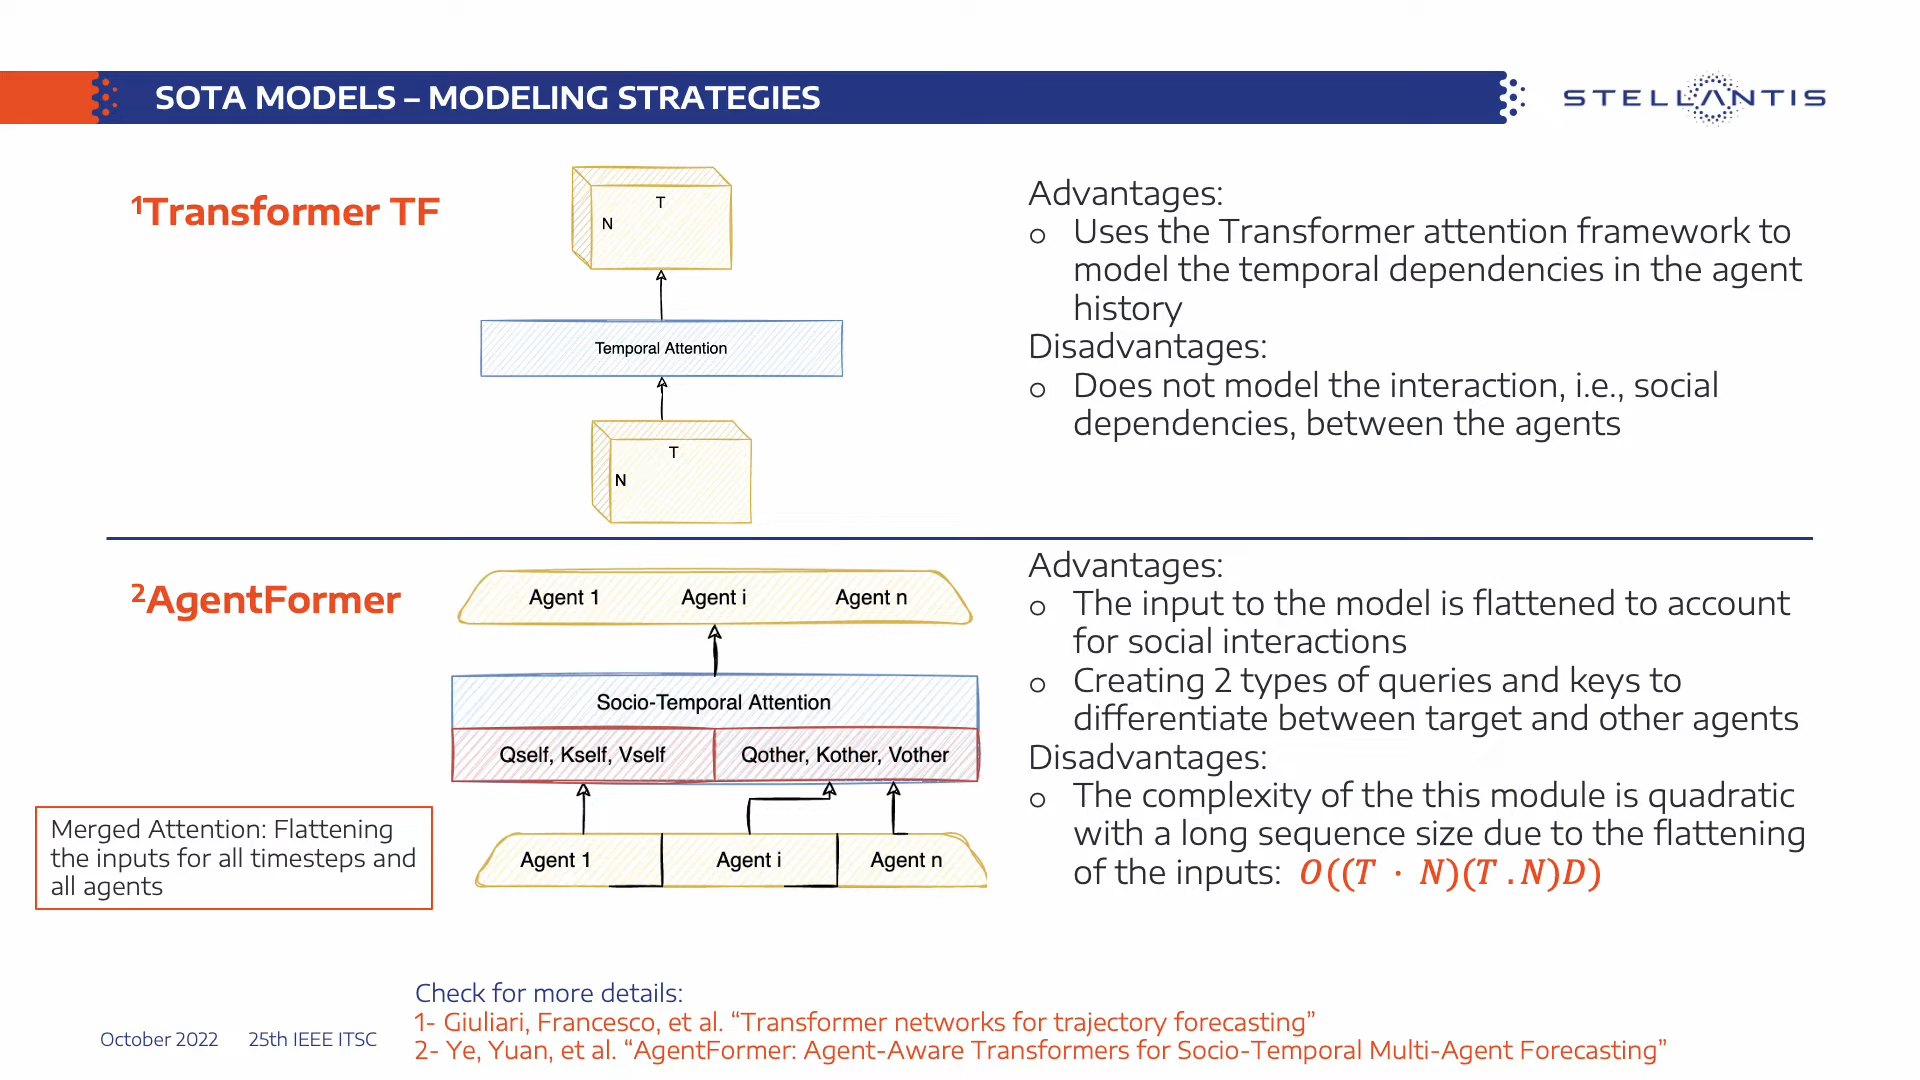 SOTA MODELS – MODELING STRATEGIES
STELLANTIS
¹Transformer TF
T
N
Temporal Attention
T
N
Advantages:
o Uses the Transformer attention framework to
model the temporal dependencies in the agent
history
Disadvantages:
o Does not model the interaction, i.e., social
dependencies, between the agents
²AgentFormer
Agent 1 Agent i Agent n
Socio-Temporal Attention
Qself, Kself, Vself Qother, Kother, Vother
Agent 1 Agent i Agent n
Merged Attention: Flattening
the inputs for all timesteps and
all agents
Advantages:
o The input to the model is flattened to account
for social interactions
o Creating 2 types of queries and keys to
differentiate between target and other agents
Disadvantages:
o The complexity of the this module is quadratic
with a long sequence size due to the flattening
of the inputs: O((T · N)(T .N)D)
Check for more details:
1- Giuliari, Francesco, et al. “Transformer networks for trajectory forecasting”
2- Ye, Yuan, et al. “AgentFormer: Agent-Aware Transformers for Socio-Temporal Multi-Agent Forecasting”
October 2022 25th IEEE ITSC